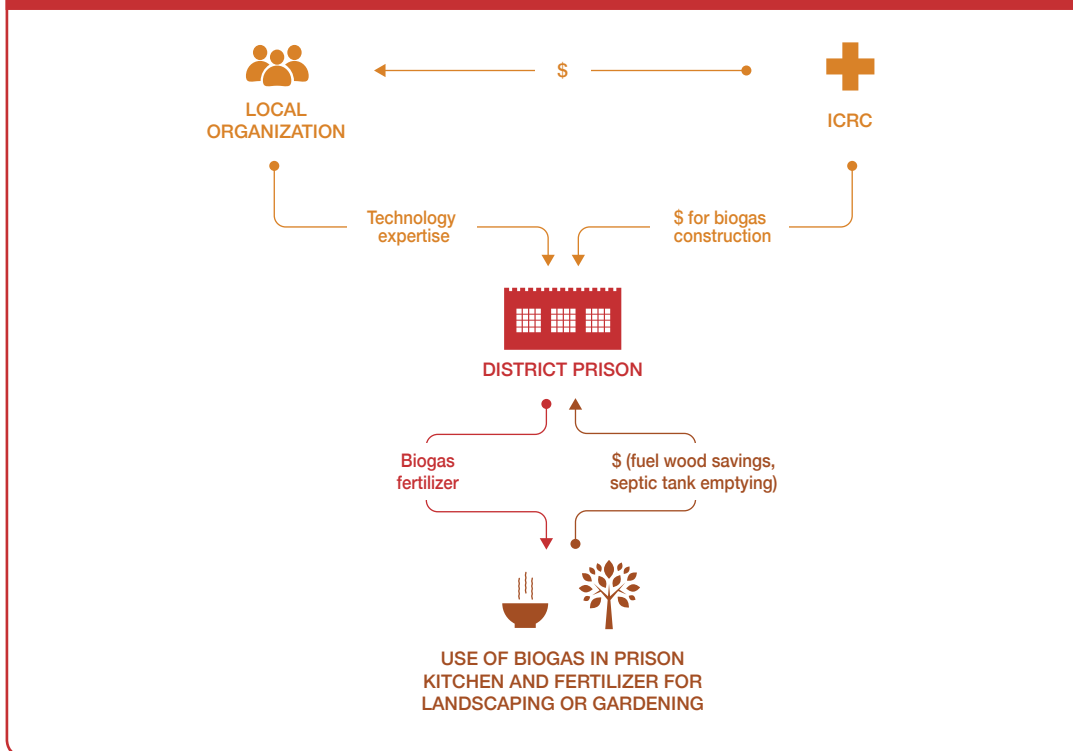 $
LOCAL
ORGANIZATION
ICRC
Technology
expertise
$ for biogas
construction
DISTRICT PRISON
Biogas
fertilizer
$ (fuel wood savings,
septic tank emptying)
USE OF BIOGAS IN PRISON
KITCHEN AND FERTILIZER FOR
LANDSCAPING OR GARDENING